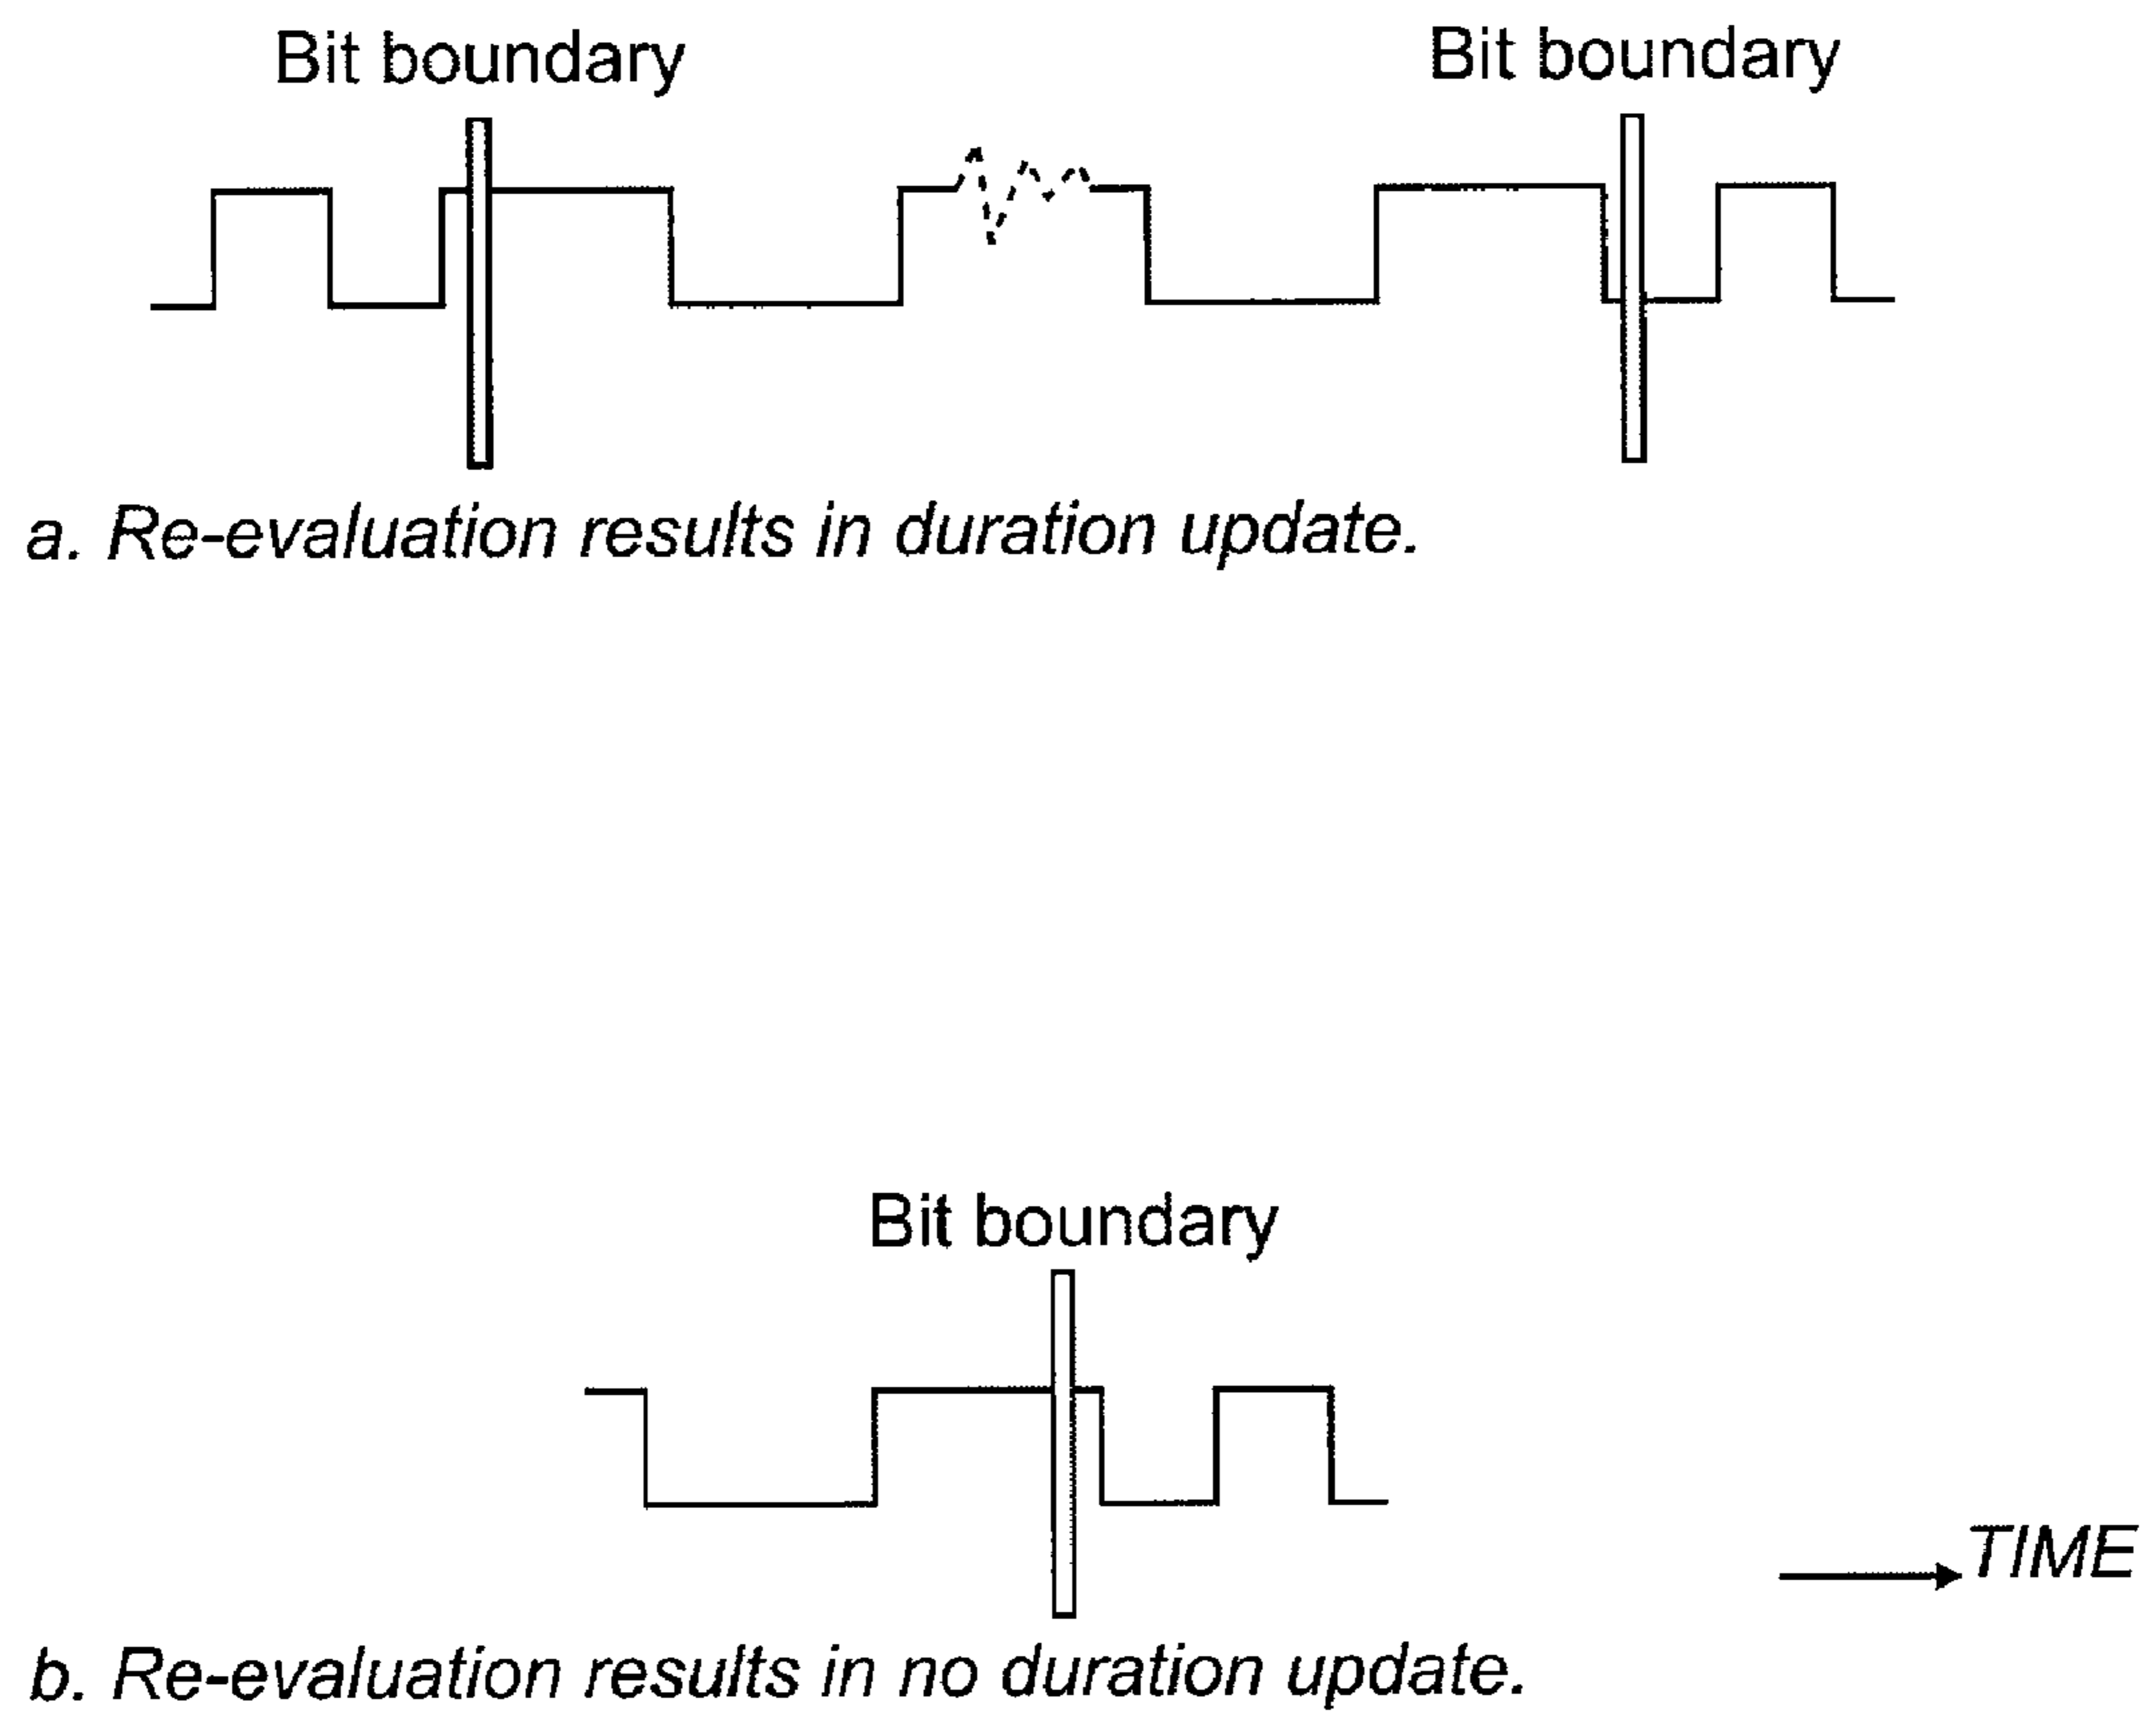 Bit boundary
Bit boundary
a. Re-evaluation results in duration update.
Bit boundary
TIME
b. Re-evaluation results in no duration update.